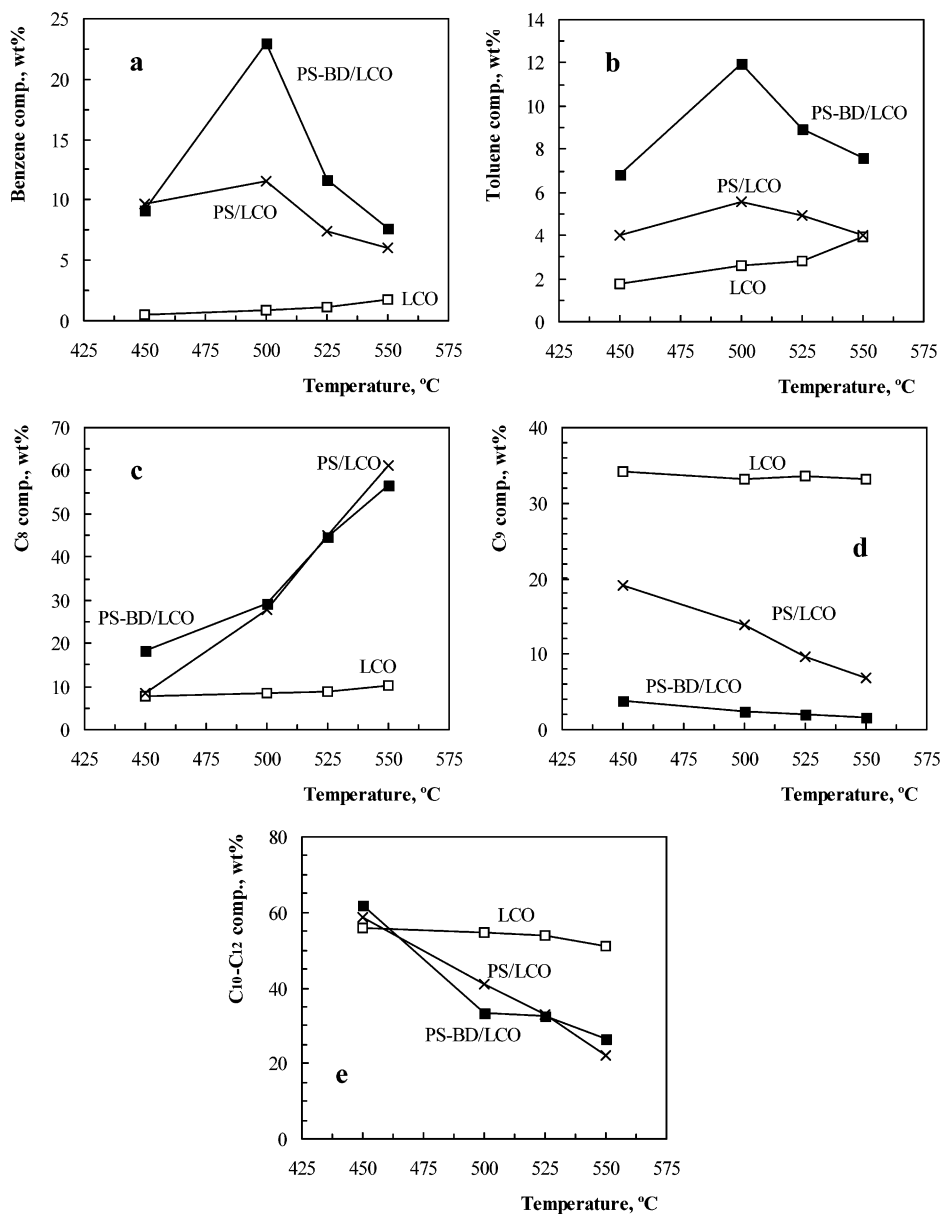 Benzene comp., wt%
25
20
15
10
5
0
a
PS-BD/LCO
PS/LCO
LCO
425 450 475 500 525 550 575
Temperature, ºC
Toluene comp., wt%
14
12
10
8
6
4
2
0
b
PS-BD/LCO
PS/LCO
LCO
425 450 475 500 525 550 575
Temperature, ºC
C8 comp., wt%
70
60
50
40
30
20
10
0
c
PS/LCO
PS-BD/LCO
LCO
425 450 475 500 525 550 575
Temperature, ºC
C9 comp., wt%
40
30
20
10
0
LCO
d
PS/LCO
PS-BD/LCO
425 450 475 500 525 550 575
Temperature, ºC
C10-C12 comp., wt%
80
60
40
20
0
LCO
PS/LCO
PS-BD/LCO
e
425 450 475 500 525 550 575
Temperature, ºC